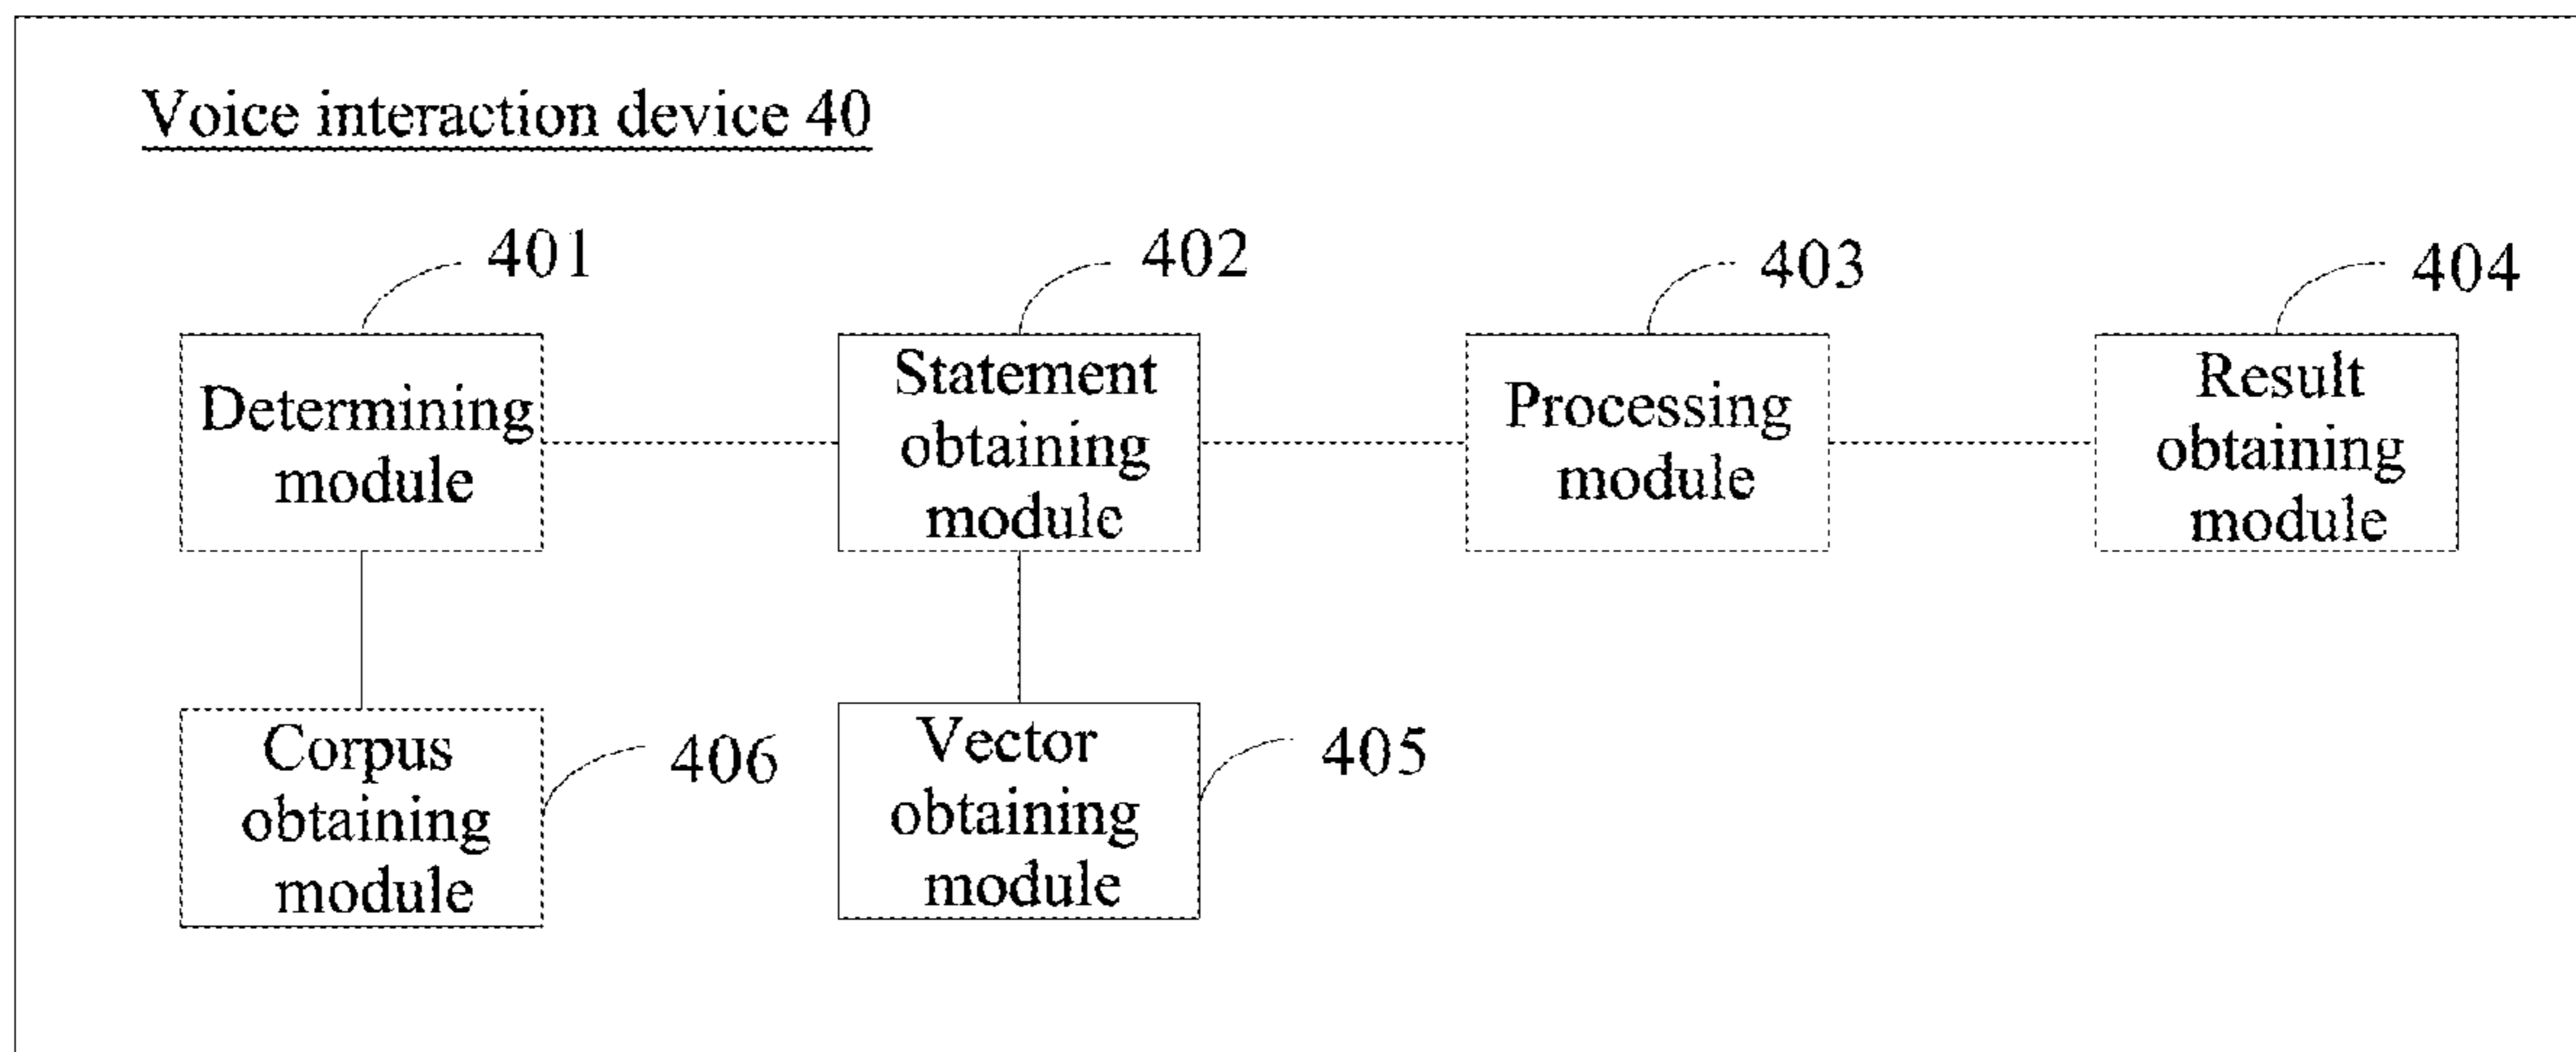 Voice interaction device 40
401
402
403
404
Determining
module
Statement
obtaining
module
Processing
module
Result
obtaining
module
Corpus
obtaining
module
406
Vector
obtaining
module
405